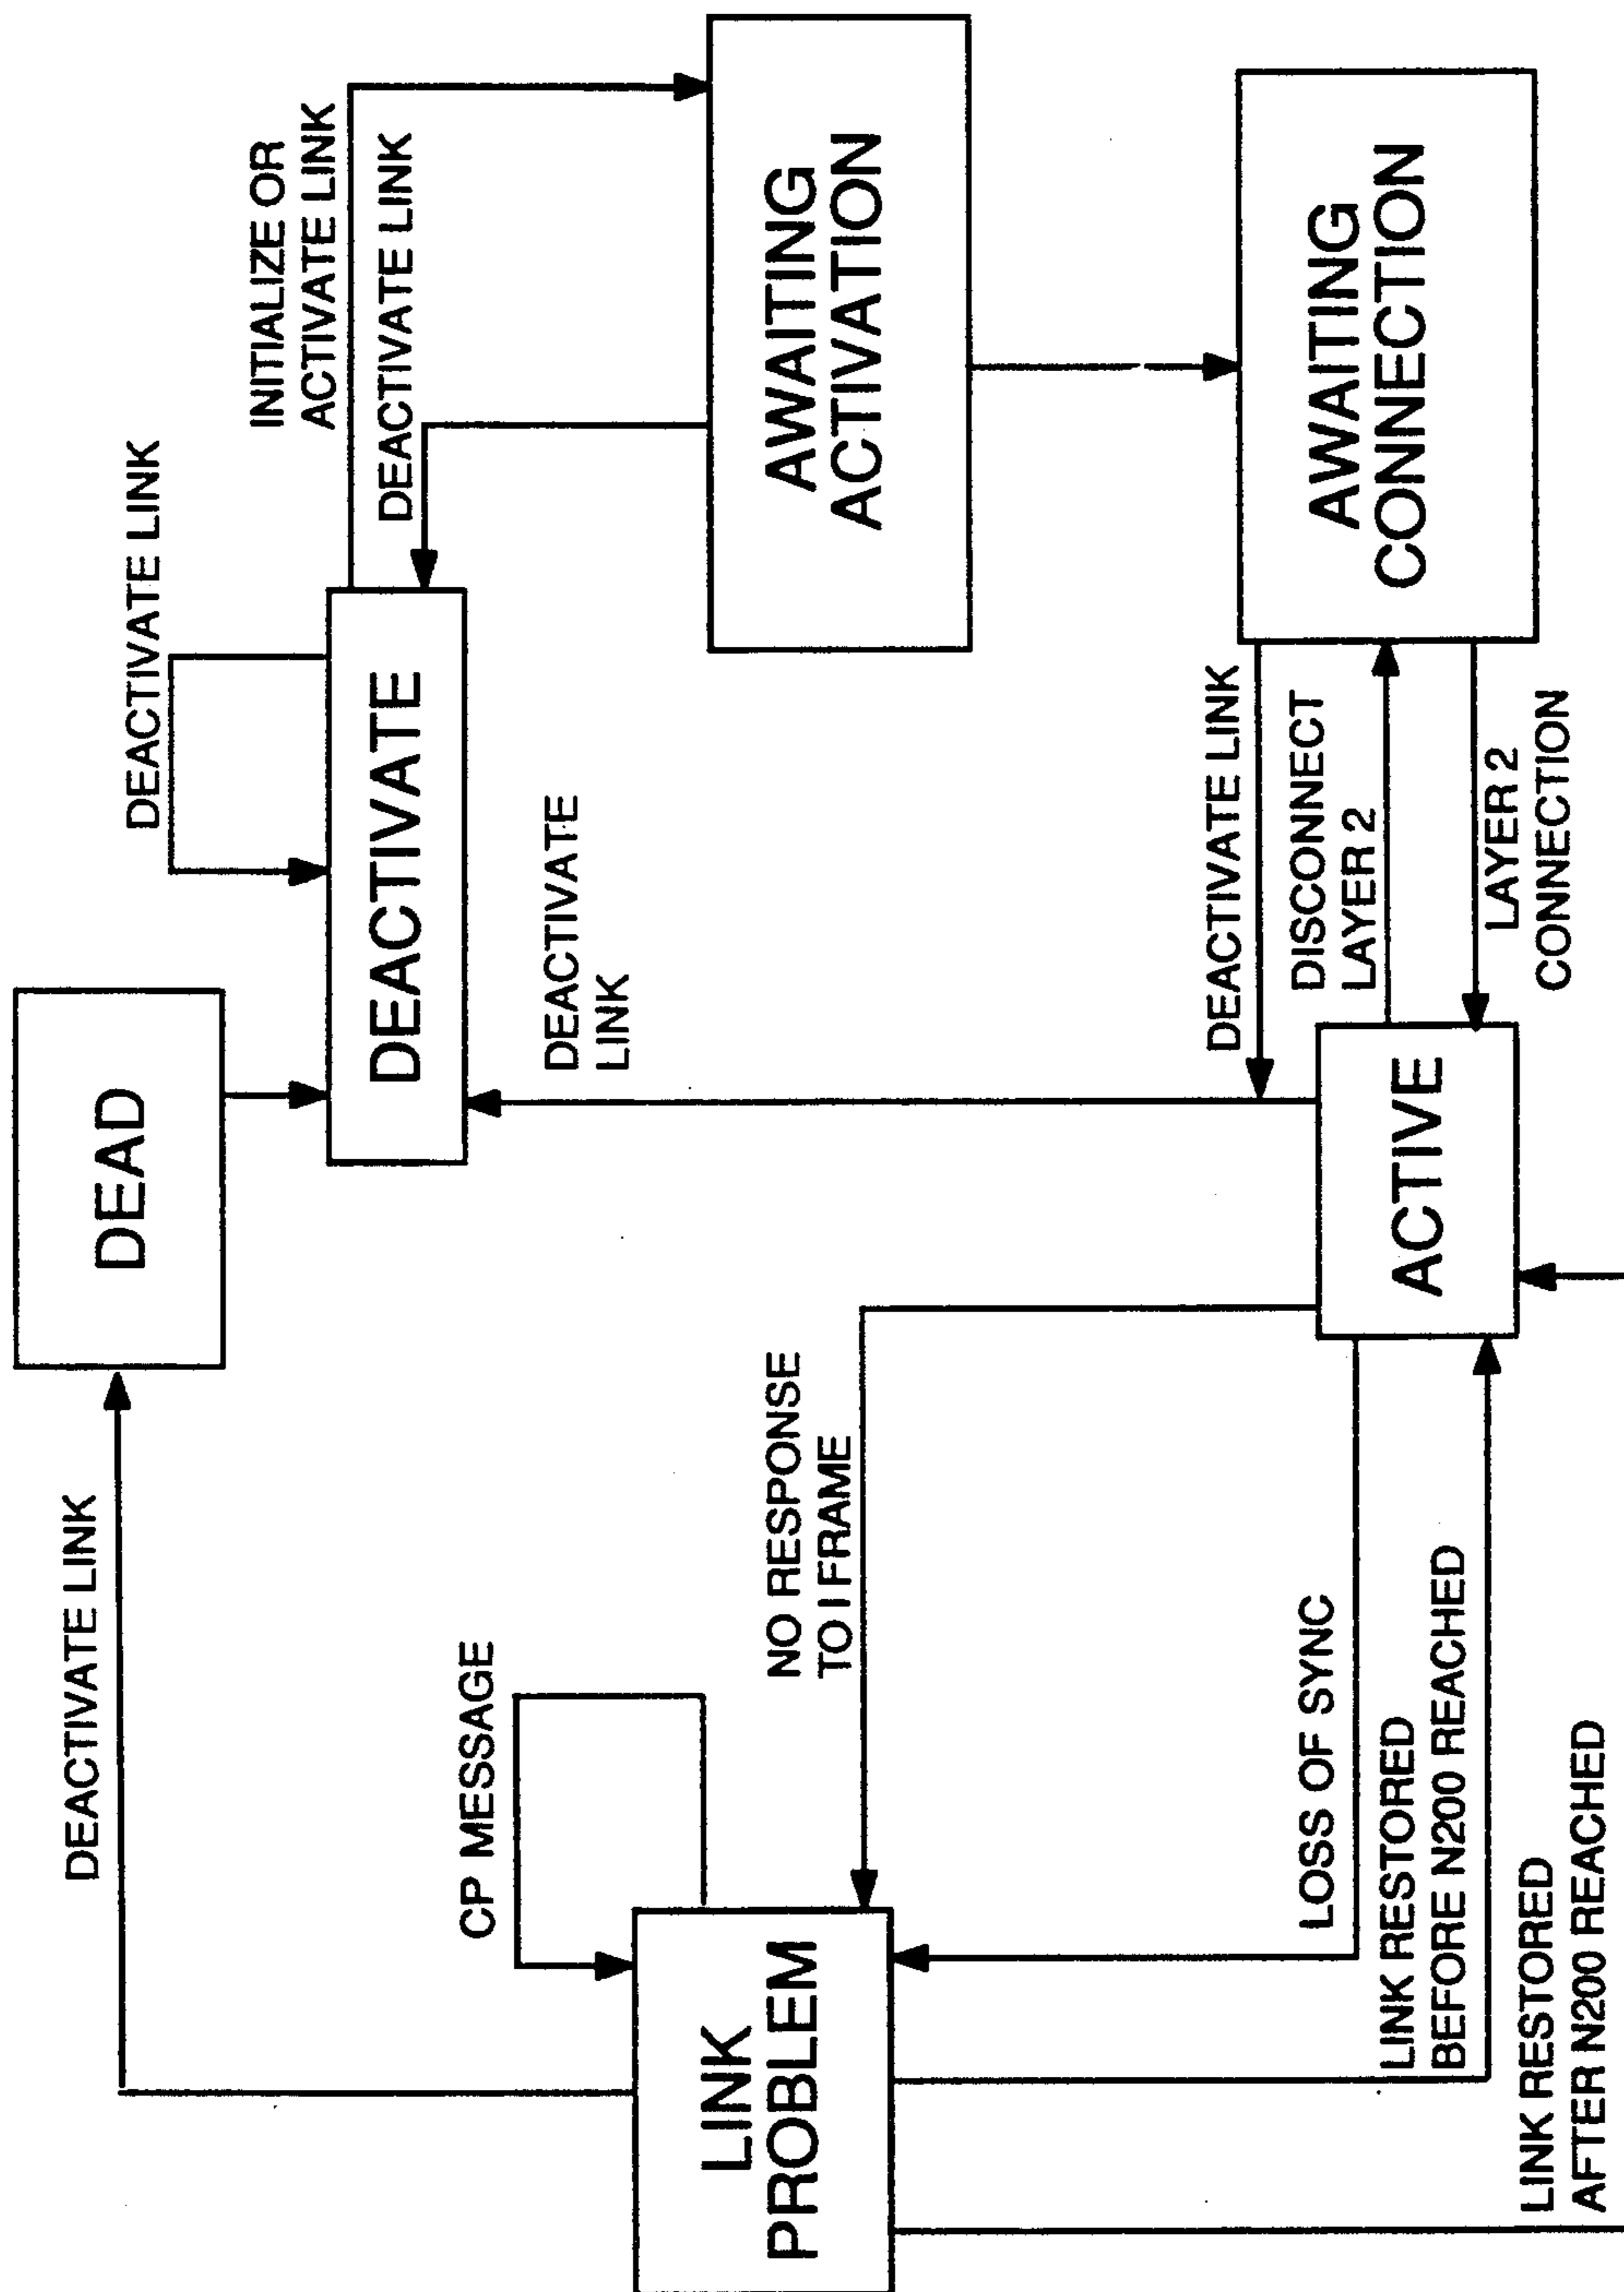 DEACTIVATE LINK
DEAD
DEACTIVATE LINK
INITIALIZE OR
ACTIVATE LINK
DEACTIVATE LINK
DEACTIVATE
CP MESSAGE
DEACTIVATE
LINK
LINK
PROBLEM
NO RESPONSE
TO I FRAME
AWAITING
ACTIVATION
DEACTIVATE LINK
DISCONNECT
LAYER 2
LOSS OF SYNC
LINK RESTORED
BEFORE N200 REACHED
ACTIVE
AWAITING
CONNECTION
LAYER 2
CONNECTION
LINK RESTORED
AFTER N200 REACHED